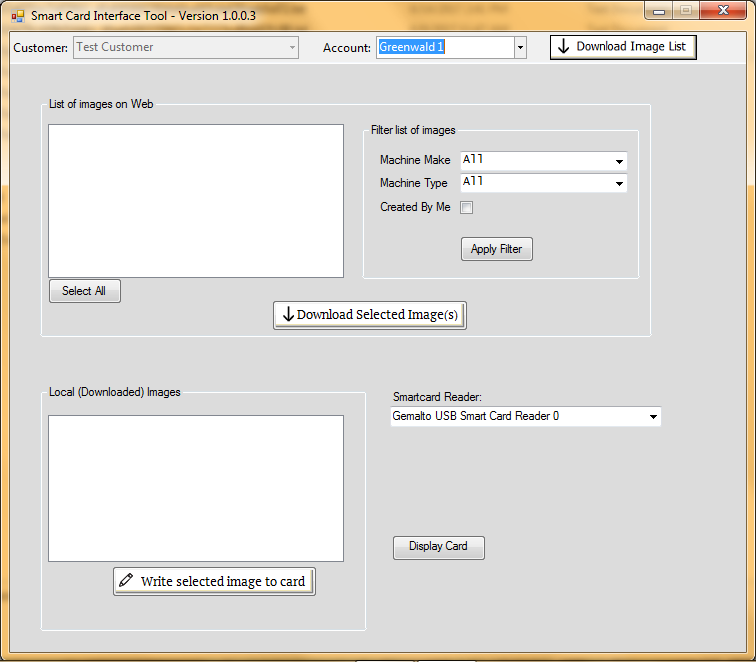 Smart Card Interface Tool - Version 1.0.0.3
Customer: Test Customer Account: Greenwald 1 Download Image List
List of images on Web
Filter list of images
Machine Make All
Machine Type All
Created By Me
Apply Filter
Select All
Download Selected Image(s)
Local (Downloaded) Images
Smartcard Reader:
Gemalto USB Smart Card Reader 0
Display Card
Write selected image to card